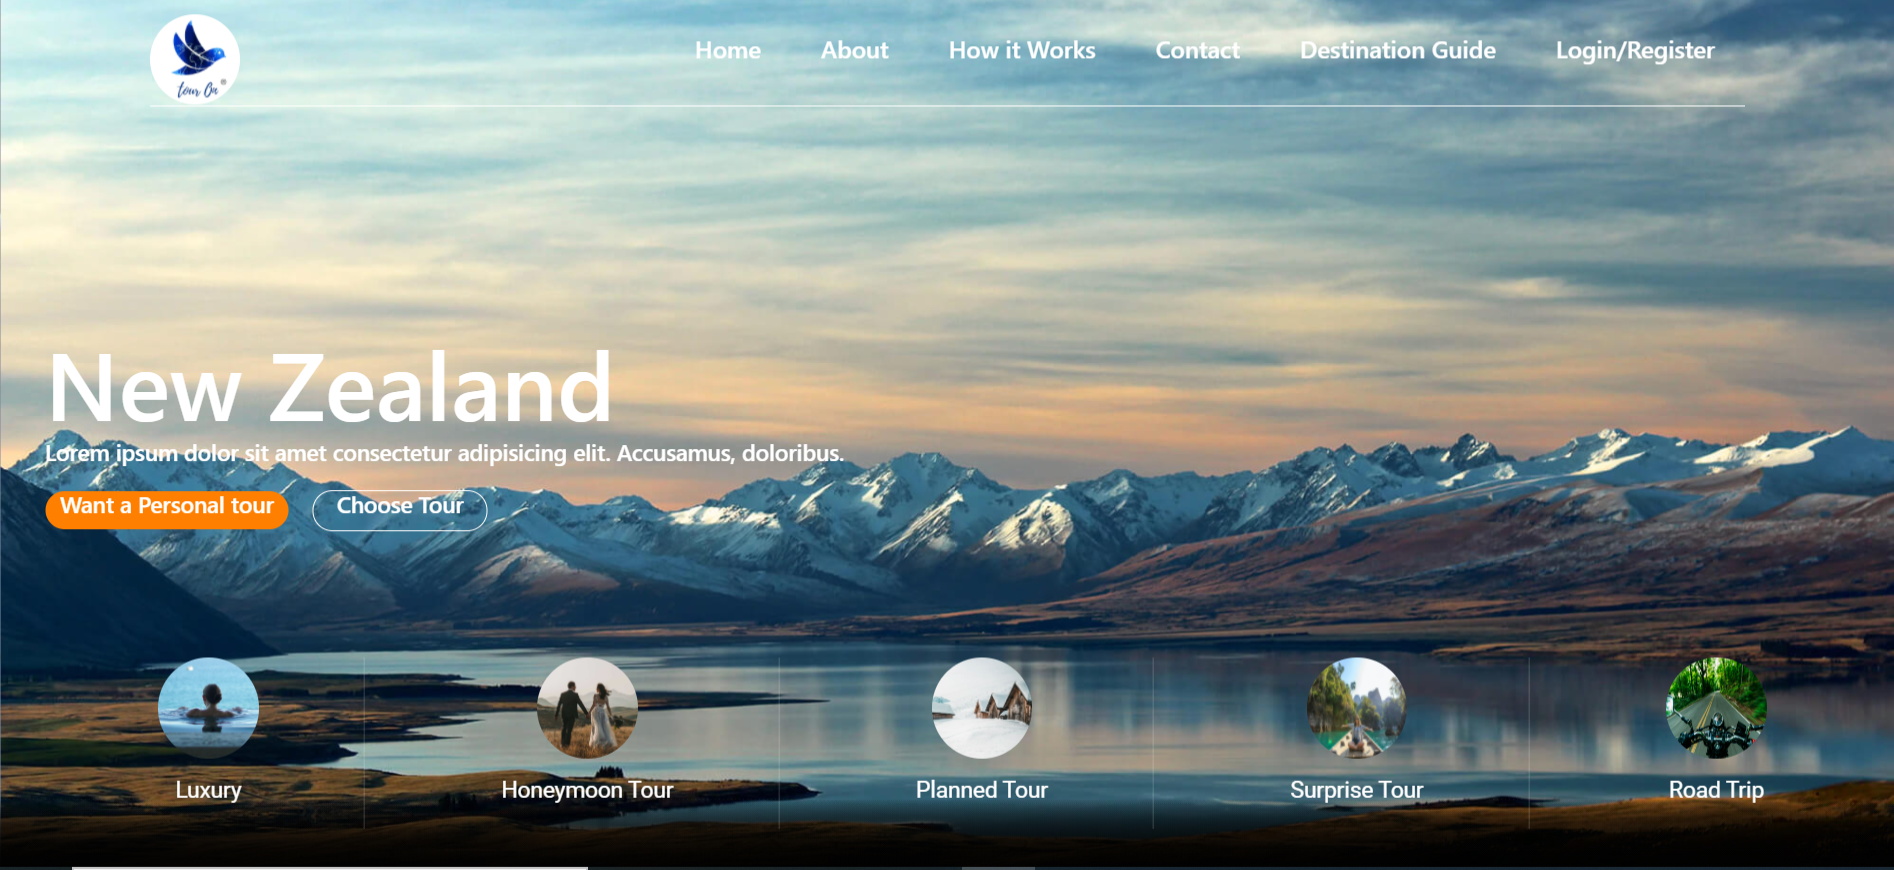 tour On
Home About How it Works Contact Destination Guide Login/Register
New Zealand
Lorem ipsum dolor sit amet consectetur adipisicing elit. Accusamus, doloribus.
Want a Personal tour Choose Tour
Luxury Honeymoon Tour Planned Tour Surprise Tour Road Trip